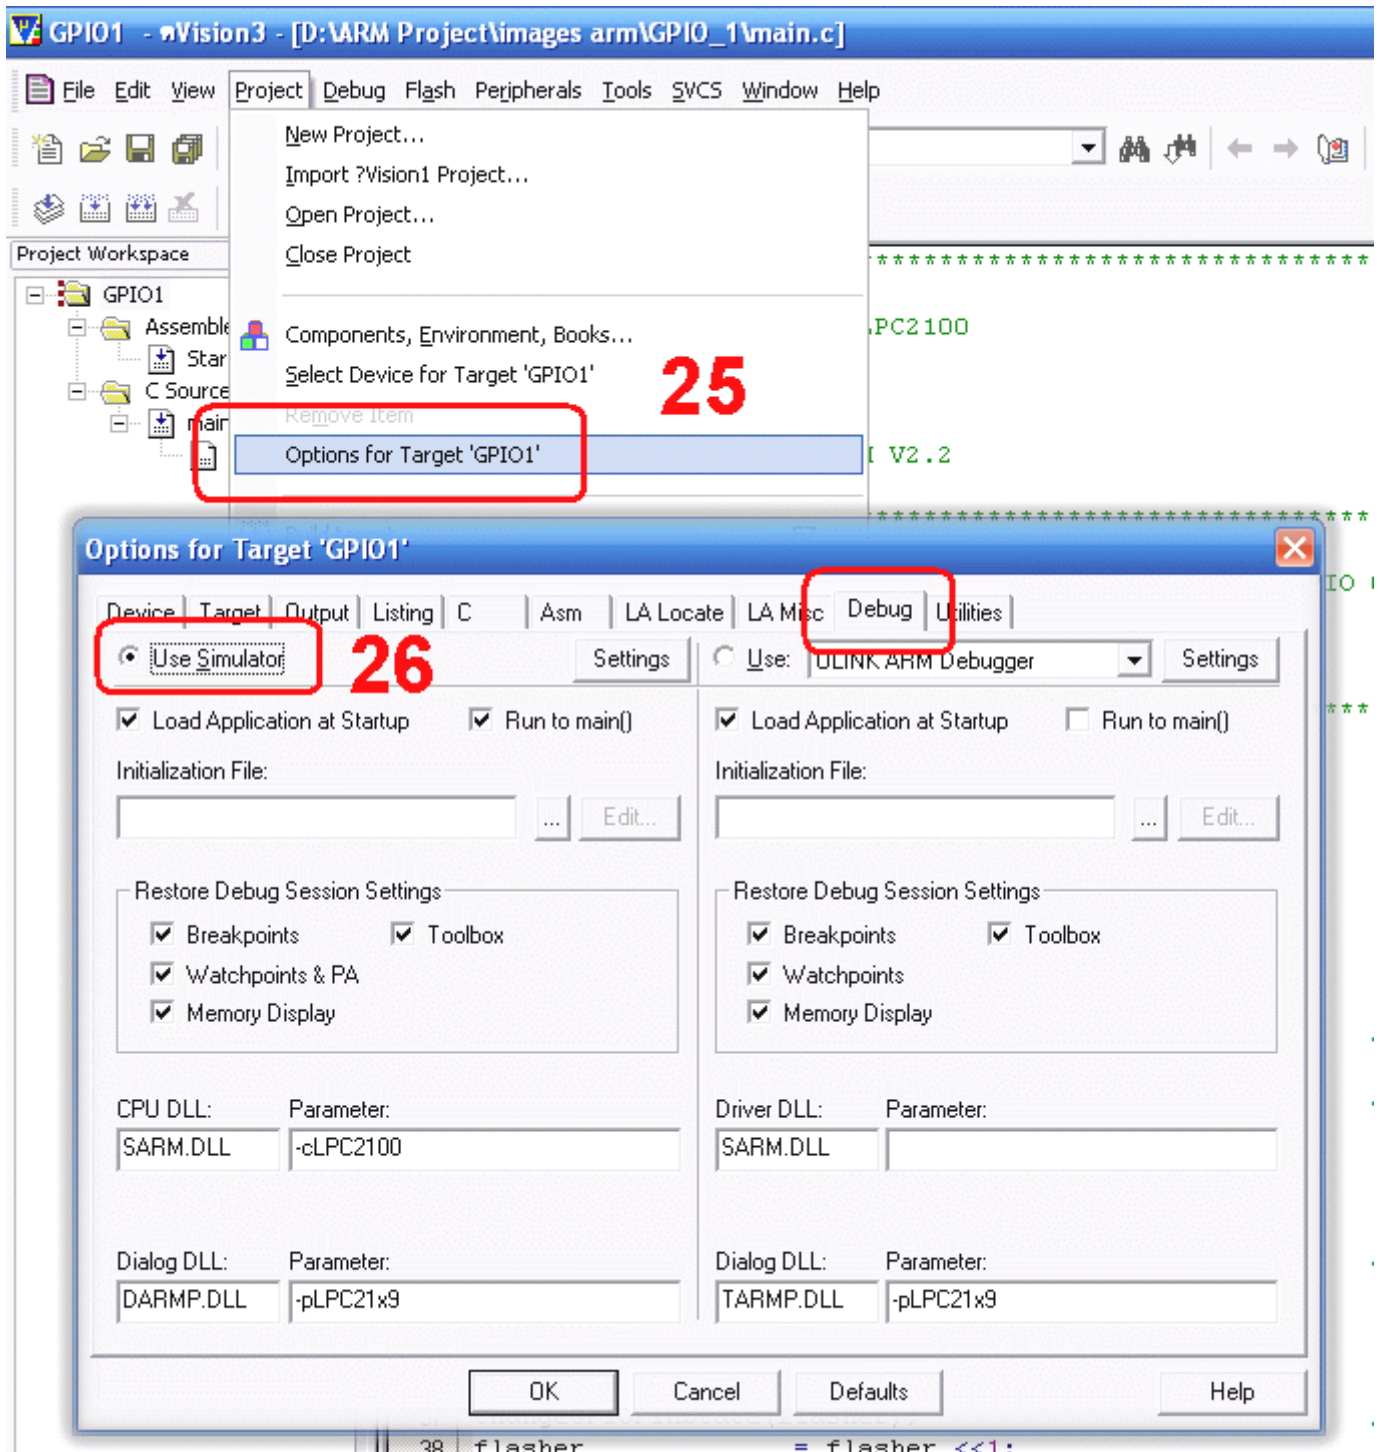 GPIO1 - иVision3 - [D:\ARM Project\images arm\GPIO_1\main.c]
File Edit View Project Debug Flash Peripherals Tools SVCS Window Help
New Project...
Import ?Vision1 Project...
Open Project...
Close Project
Components, Environment, Books...
Select Device for Target 'GPIO1'
Remove Item
Options for Target 'GPIO1'
25
Project Workspace
GPIO1
Assemble
Star
C Source
main
*******************************
LPC2100
I V2.2
*******************************
IO
***
Options for Target 'GPIO1'
Device Target Output Listing C Asm LA Locate LA Misc Debug Utilities
Use Simulator 26 Settings Use: ULINK ARM Debugger Settings
Load Application at Startup Run to main() Load Application at Startup Run to main()
Initialization File: Initialization File:
... Edit... ... Edit...
Restore Debug Session Settings Restore Debug Session Settings
Breakpoints Toolbox Breakpoints Toolbox
Watchpoints & PA Watchpoints
Memory Display Memory Display
CPU DLL: Parameter: Driver DLL: Parameter:
SARM.DLL -cLPC2100 SARM.DLL
Dialog DLL: Parameter: Dialog DLL: Parameter:
DARMP.DLL -pLPC21x9 TARMP.DLL -pLPC21x9
OK Cancel Defaults Help
38 flasher = flasher <<1;